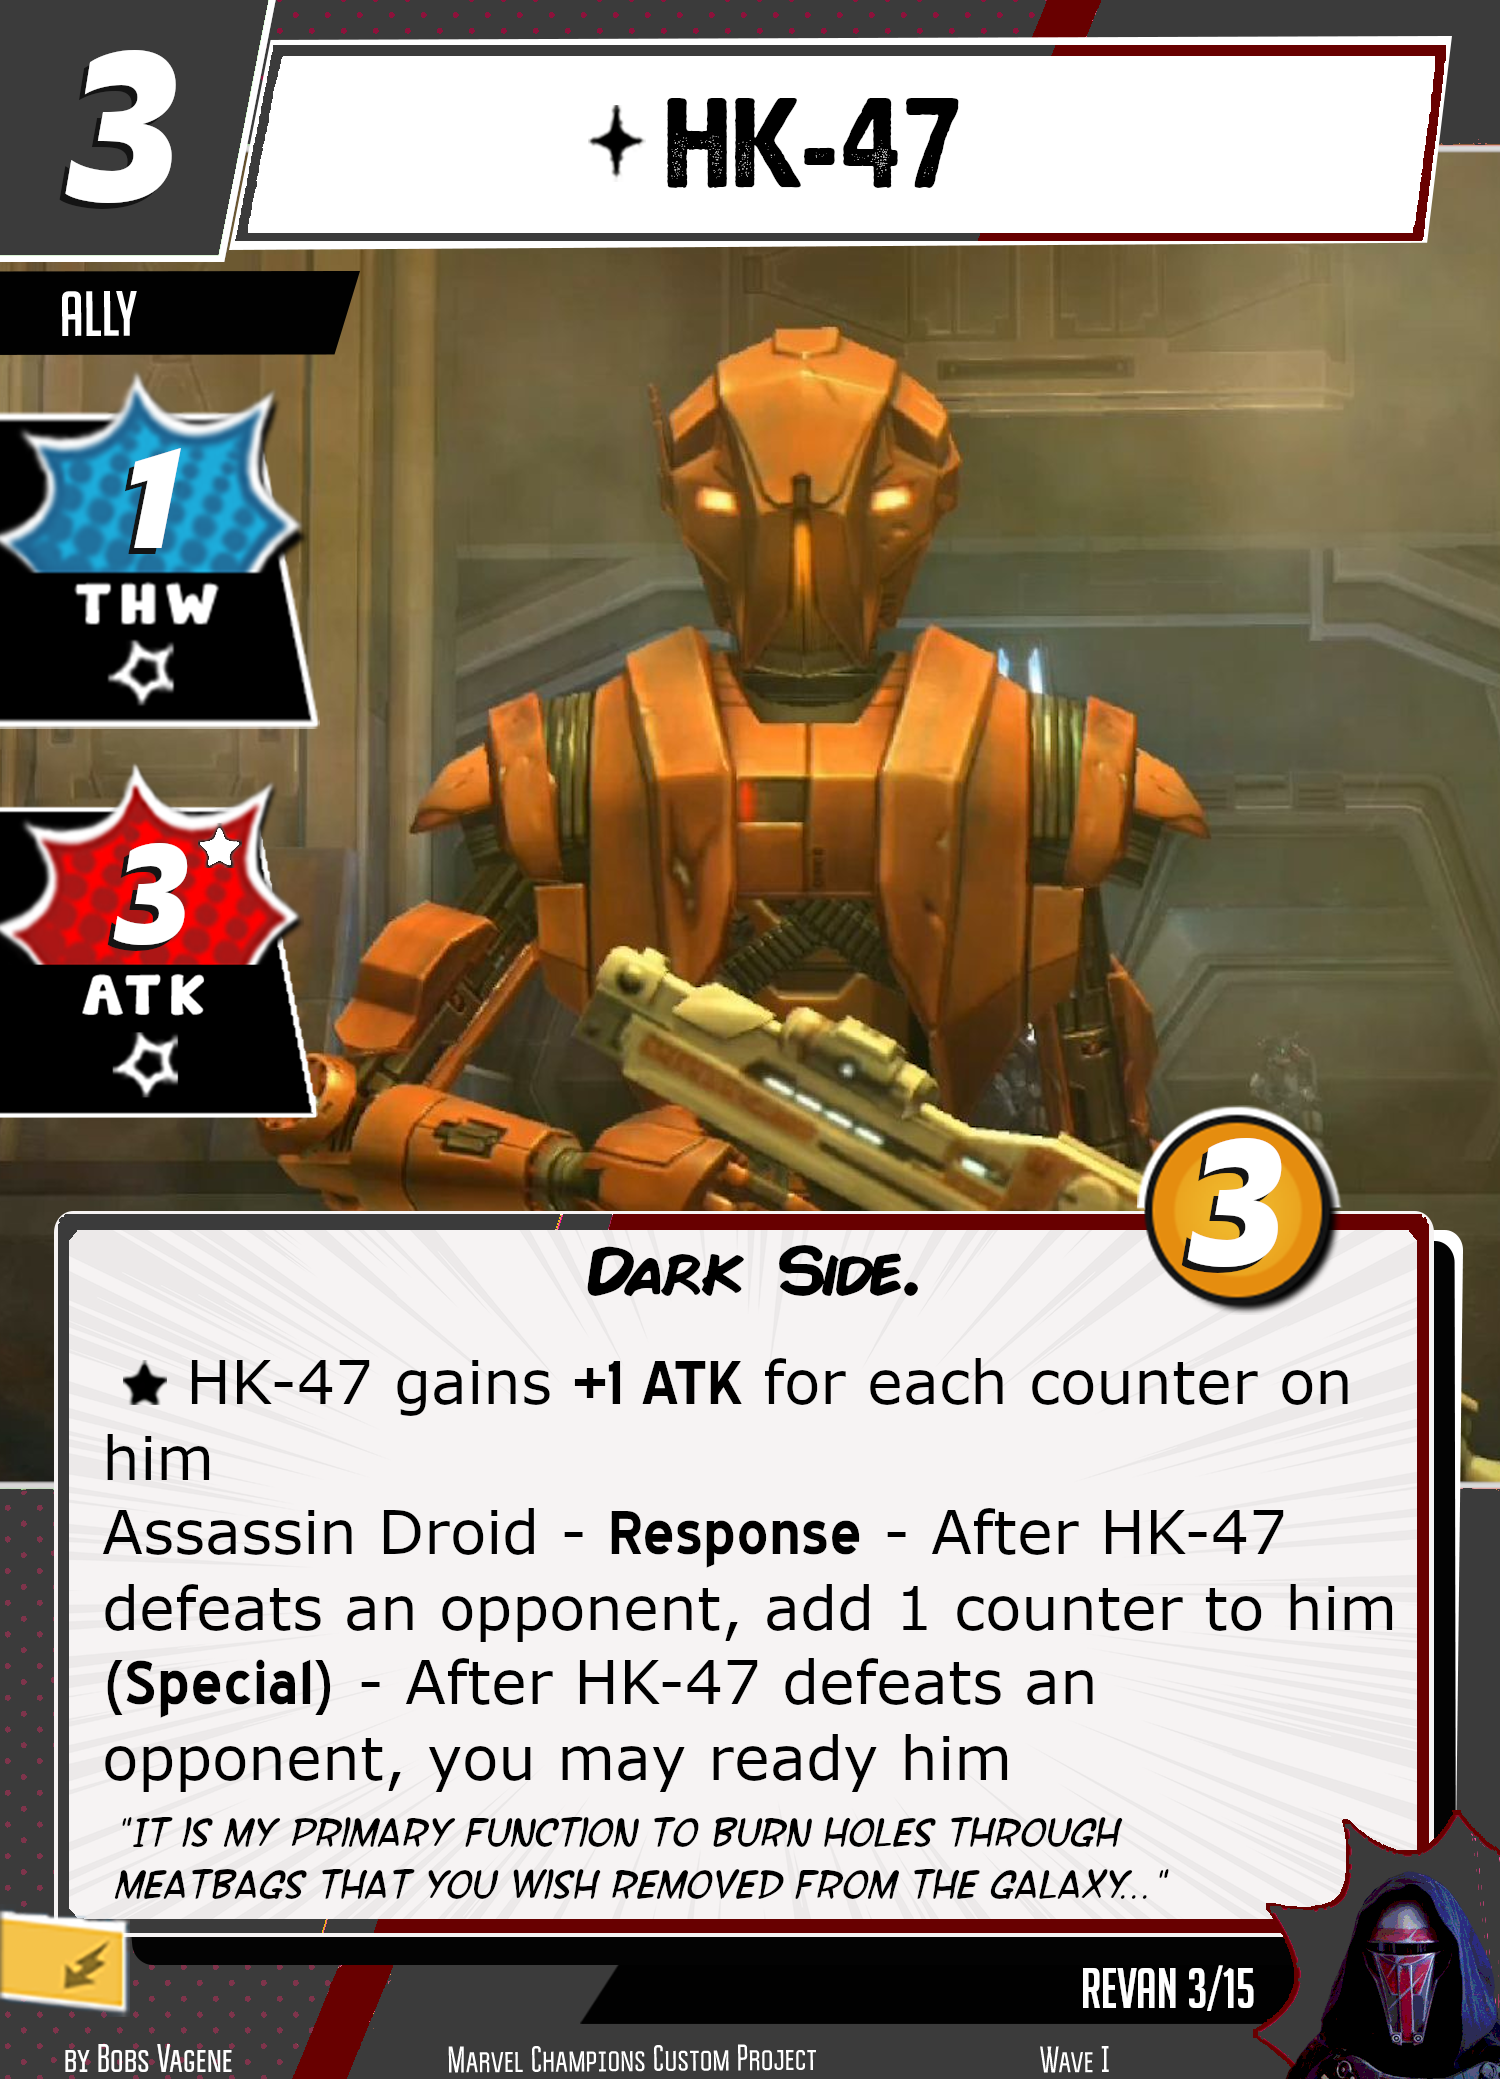 3
HK-47
ALLY
1
THW
3
ATK
3
Dark Side.
HK-47 gains +1 ATK for each counter on
him
Assassin Droid - Response - After HK-47
defeats an opponent, add 1 counter to him
(Special) - After HK-47 defeats an
opponent, you may ready him
"IT IS MY PRIMARY FUNCTION TO BURN HOLES THROUGH
MEATBAGS THAT YOU WISH REMOVED FROM THE GALAXY..."
REVAN 3/15
BY BOBS VAGENE
MARVEL CHAMPIONS CUSTOM PROJECT
WAVE I